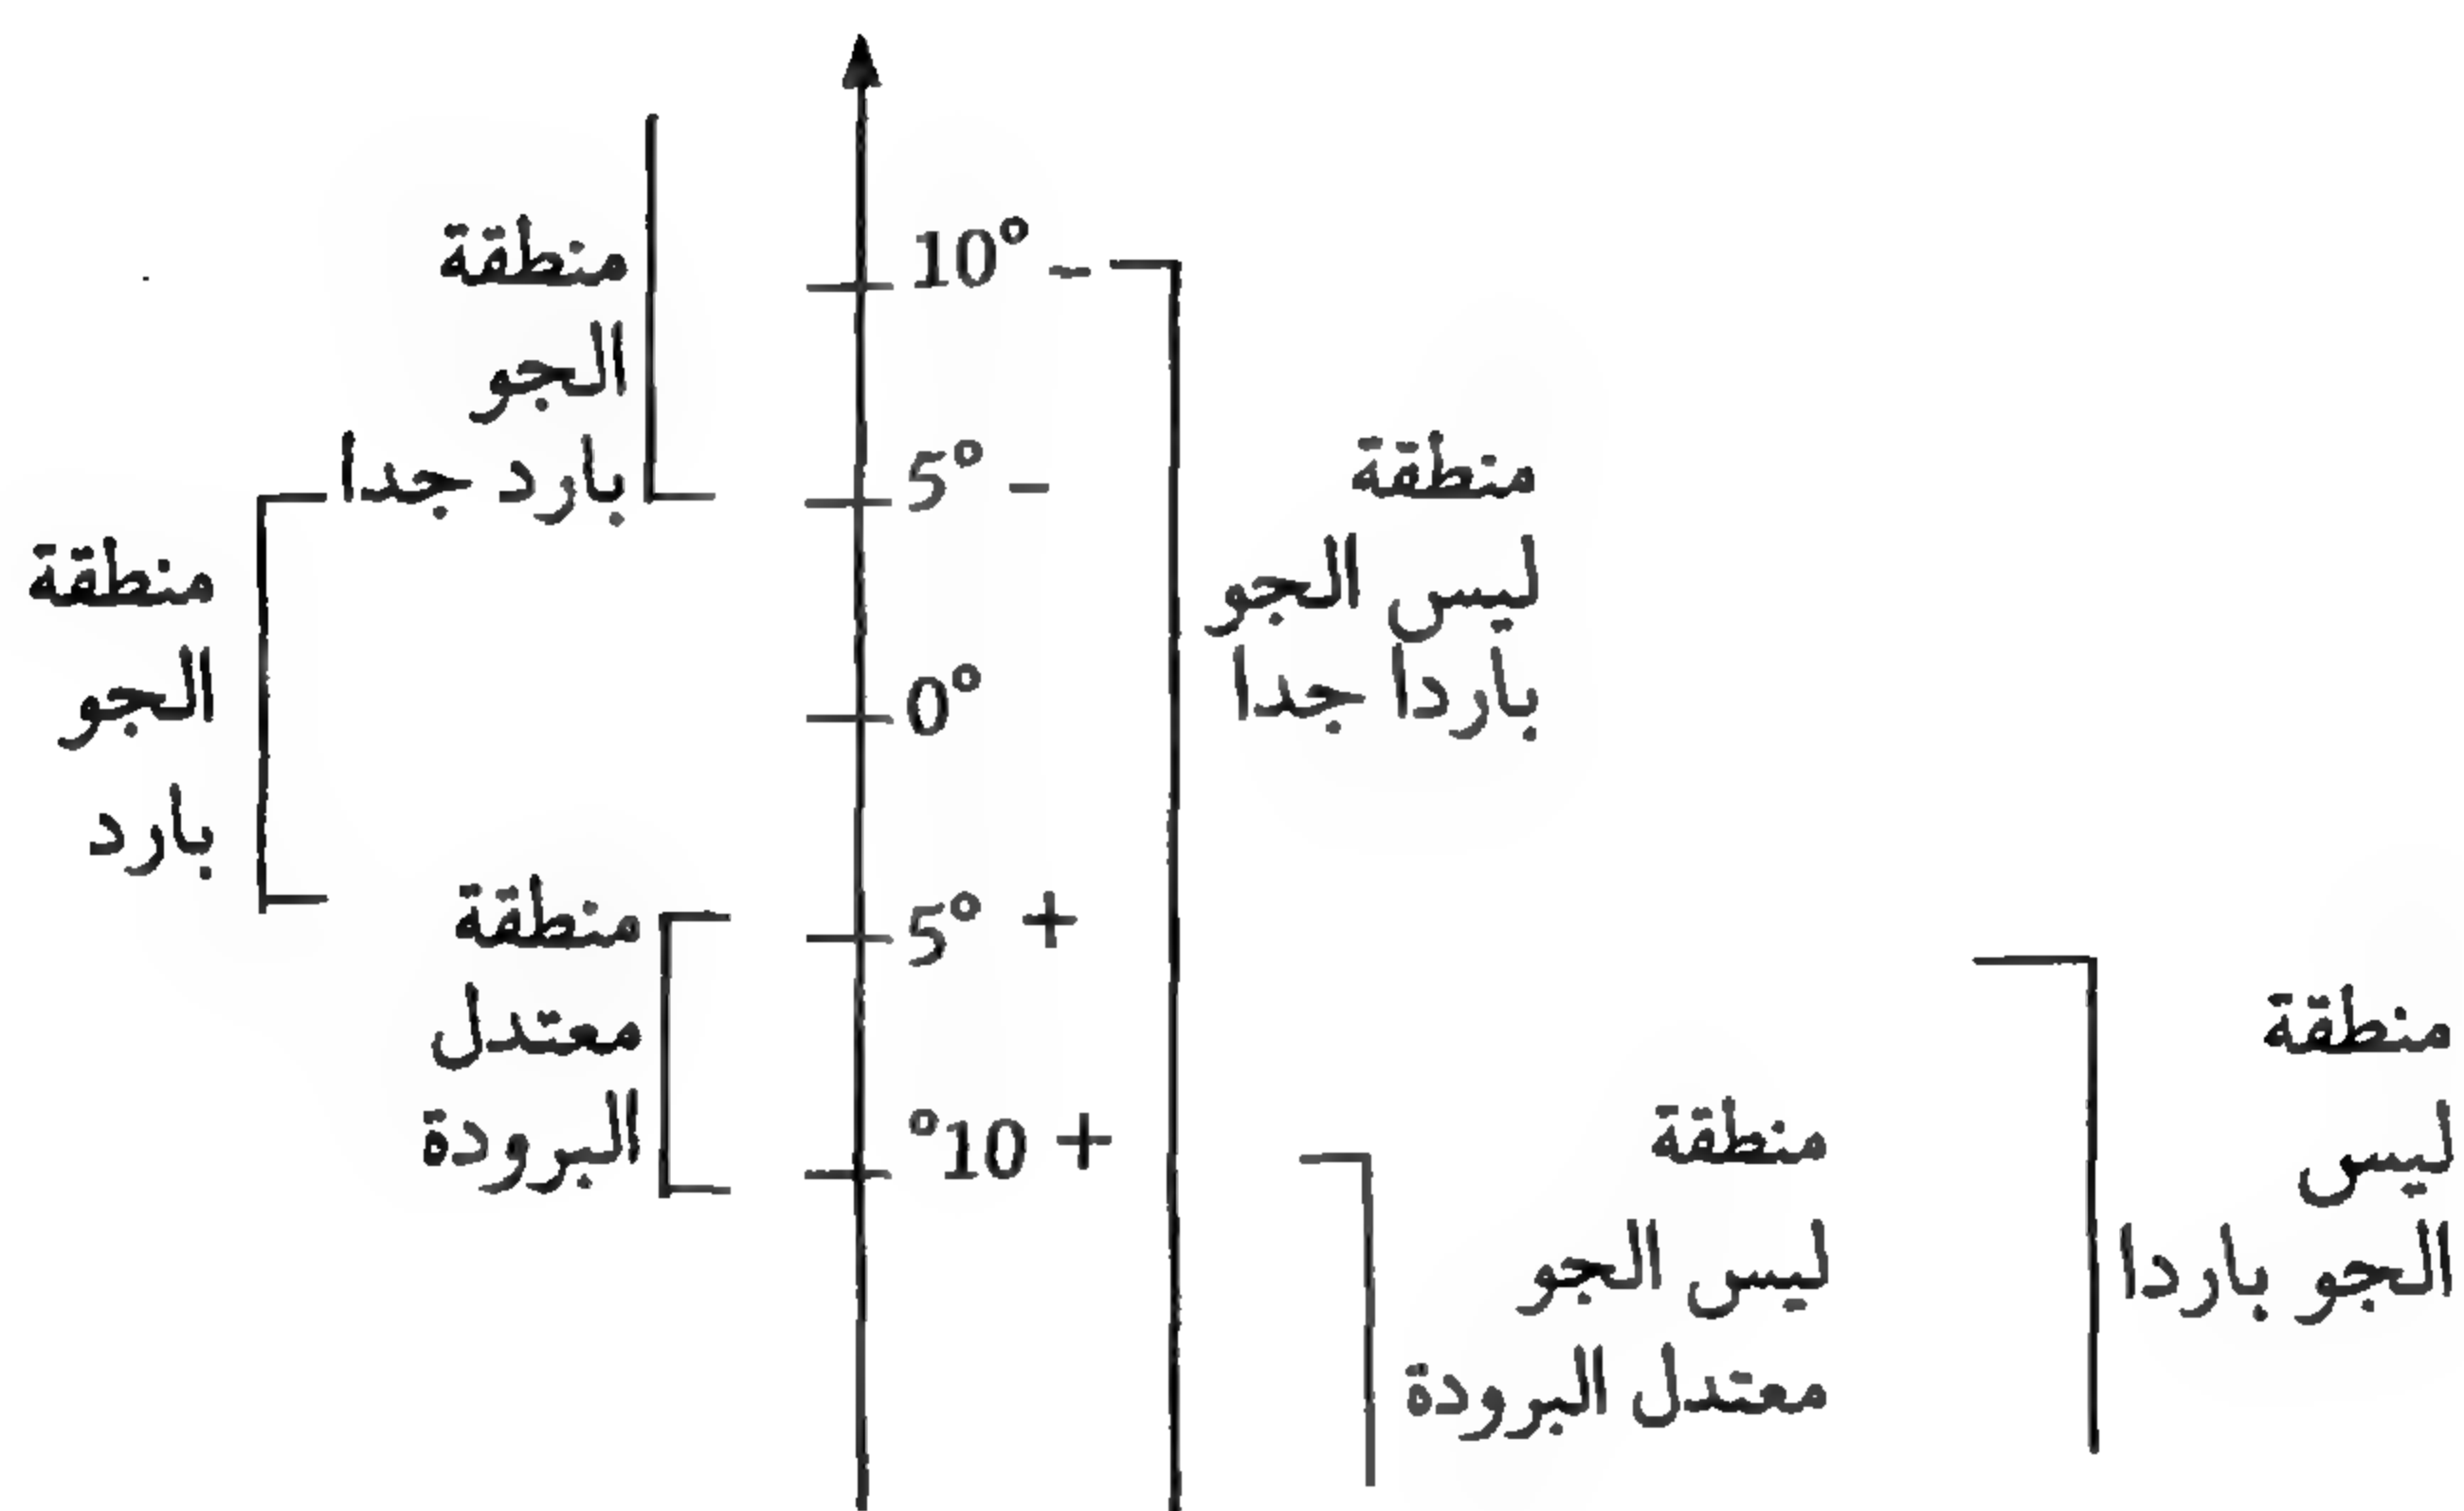 منطقة
الجو
بارد جدا
منطقة
الجو
بارد
منطقة
معتدل
البرودة
10° –
5° –
0°
5° +
°10 +
منطقة
ليس الجو
باردا جدا
منطقة
ليس الجو
معتدل البرودة
منطقة
ليس
الجو باردا